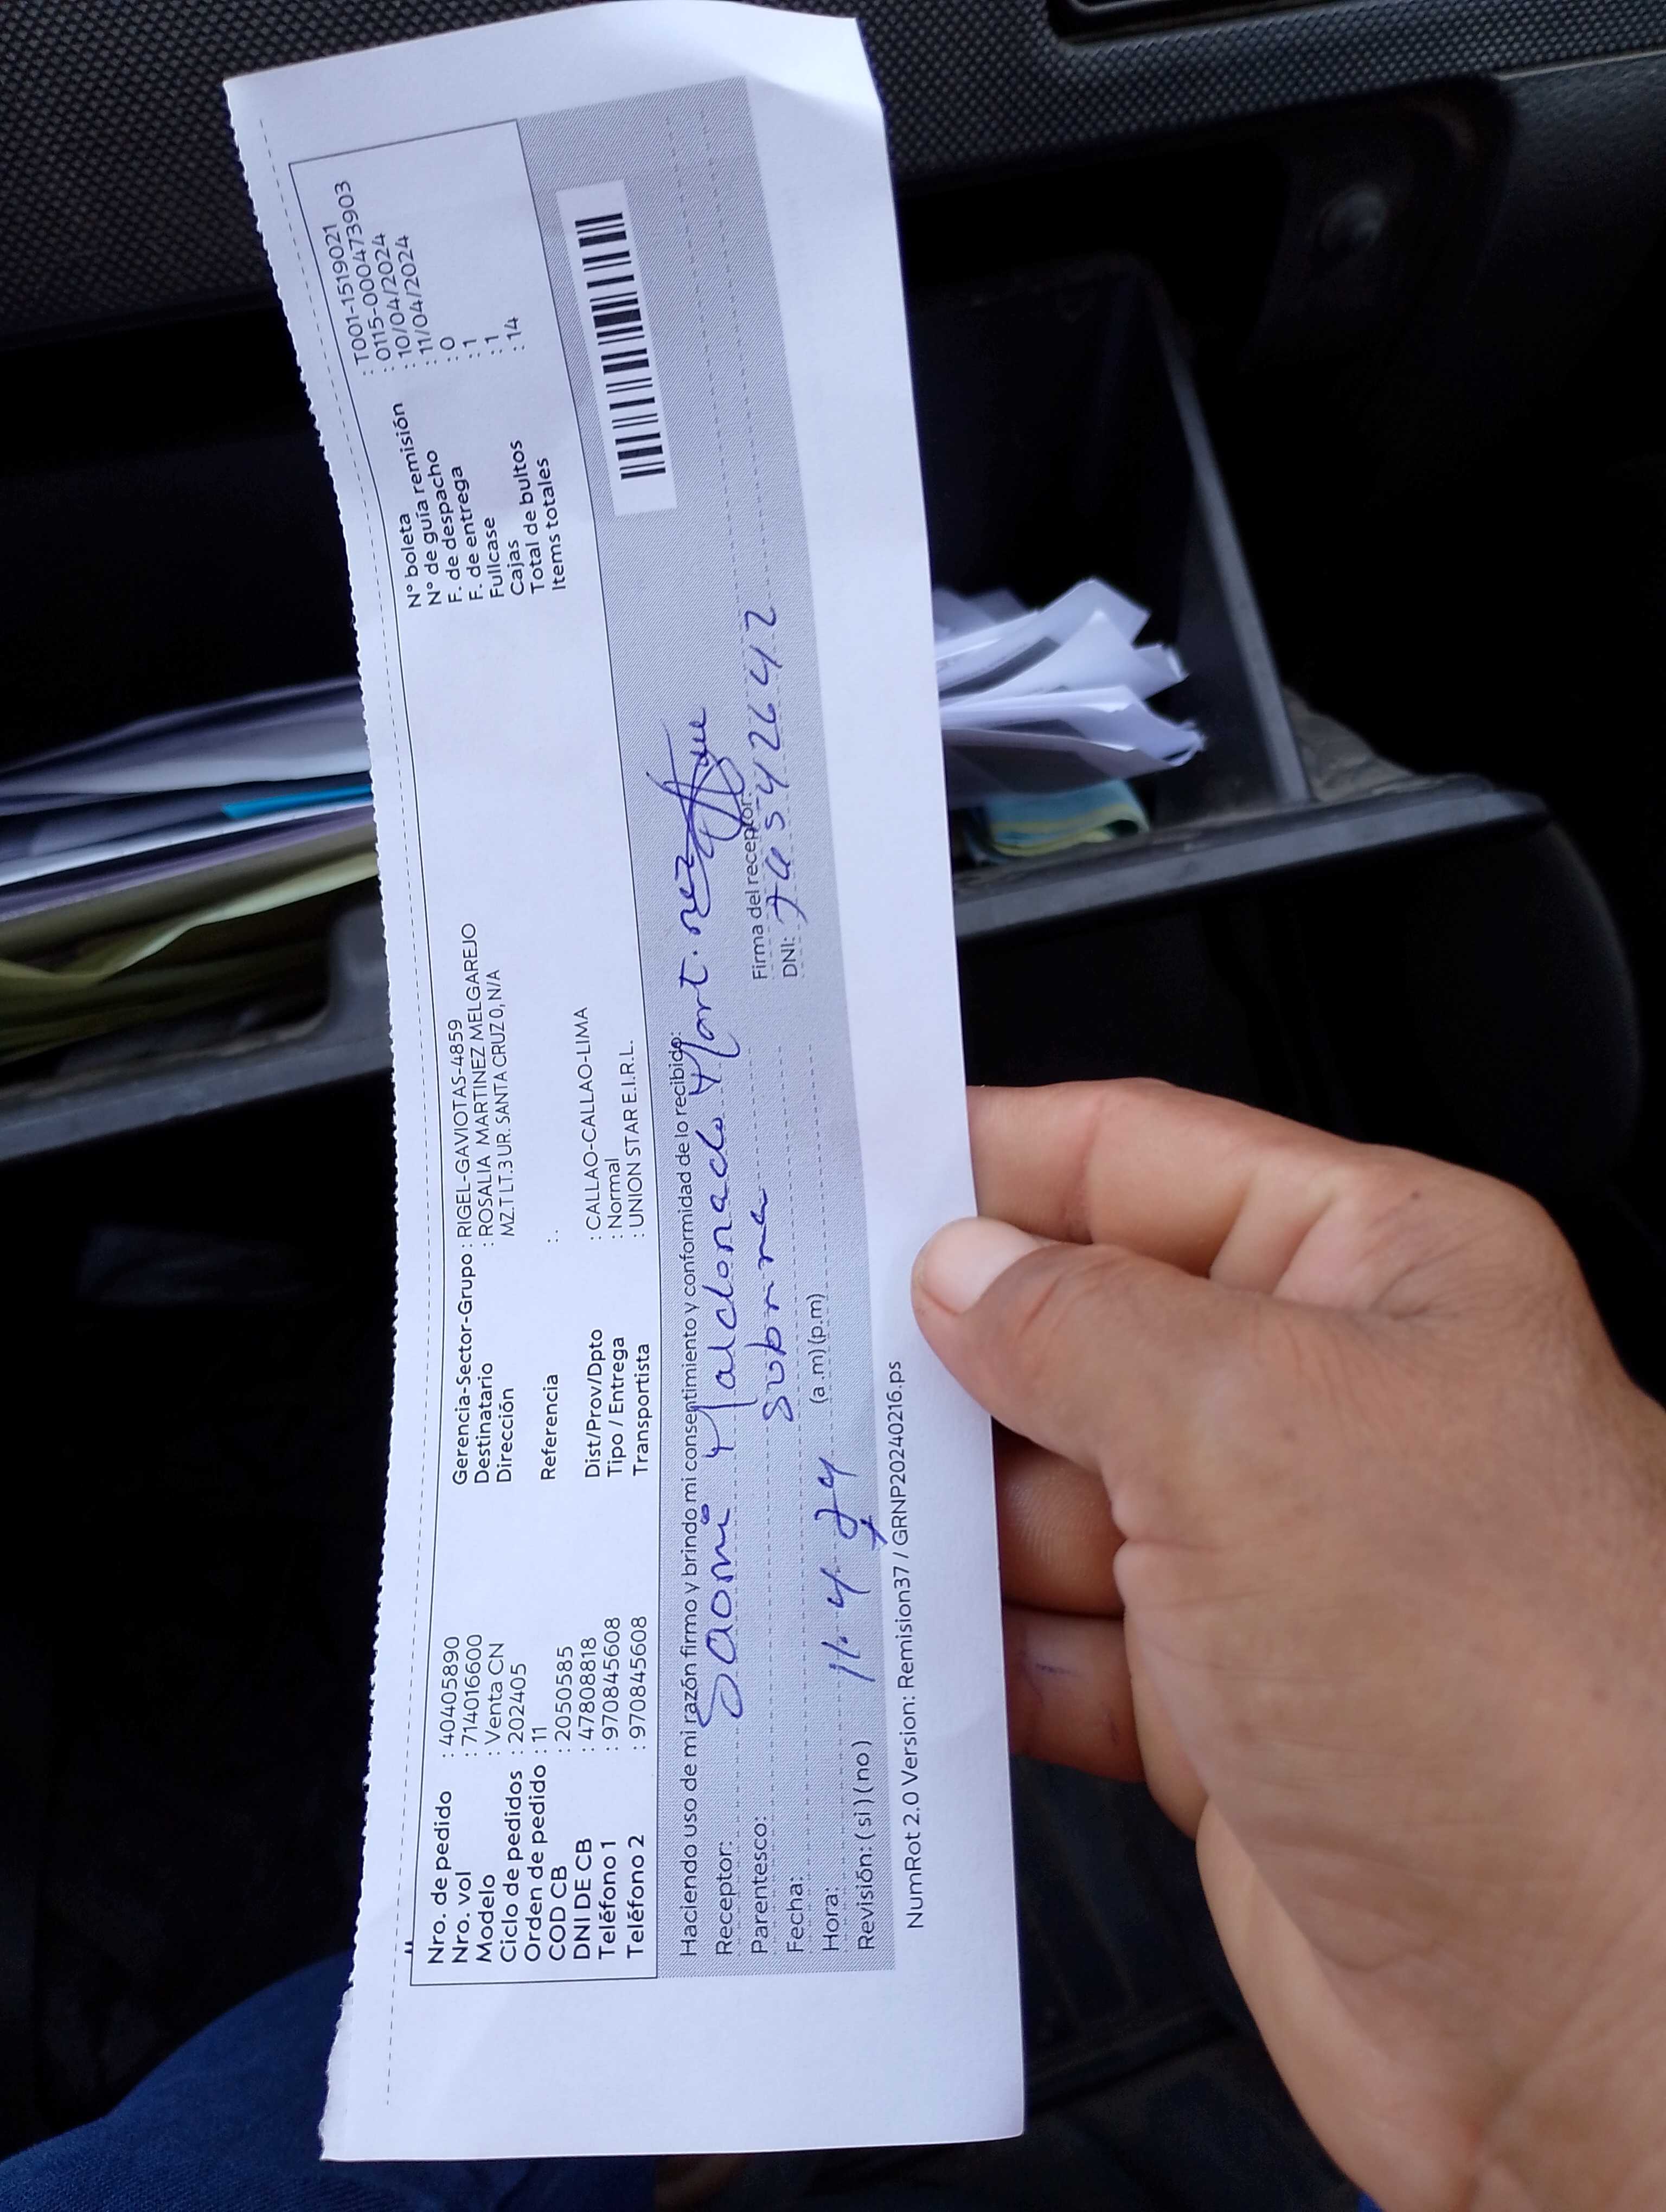 Nro. de pedido : 40405890
Nro. vol : 714016600
Modelo : Venta CN
Ciclo de pedidos : 202405
Orden de pedido : 11
COD CB : 2050585
DNI DE CB : 47808818
Teléfono 1 : 970845608
Teléfono 2 : 970845608
Gerencia-Sector-Grupo : RIGEL-GAVIOTAS-4859
Destinatario : ROSALIA MARTINEZ MELGAREJO
Dirección MZ.T LT.3 UR. SANTA CRUZ 0, N/A
Referencia : .
Dist/Prov/Dpto : CALLAO-CALLAO-LIMA
Tipo / Entrega : Normal
Transportista : UNION STAR E.I.R.L.
N° boleta : T001-1519021
N° de guía remisión : 0115-000473903
F. de despacho : 10/04/2024
F. de entrega : 11/04/2024
Fullcase : 0
Cajas : 1
Total de bultos : 1
Items totales : 14
Haciendo uso de mi razón firmo y brindo mi consentimiento y conformidad de lo recibido:
Receptor: Saomi Maldonado
Parentesco: Sobrina
Fecha: 11. 4. 24
Hora: (a.m) (p.m)
Revisión: ( si ) ( no )
Firma del receptor:
DNI:
NumRot 2.0 Version: Remision37 / GRNP20240216.ps